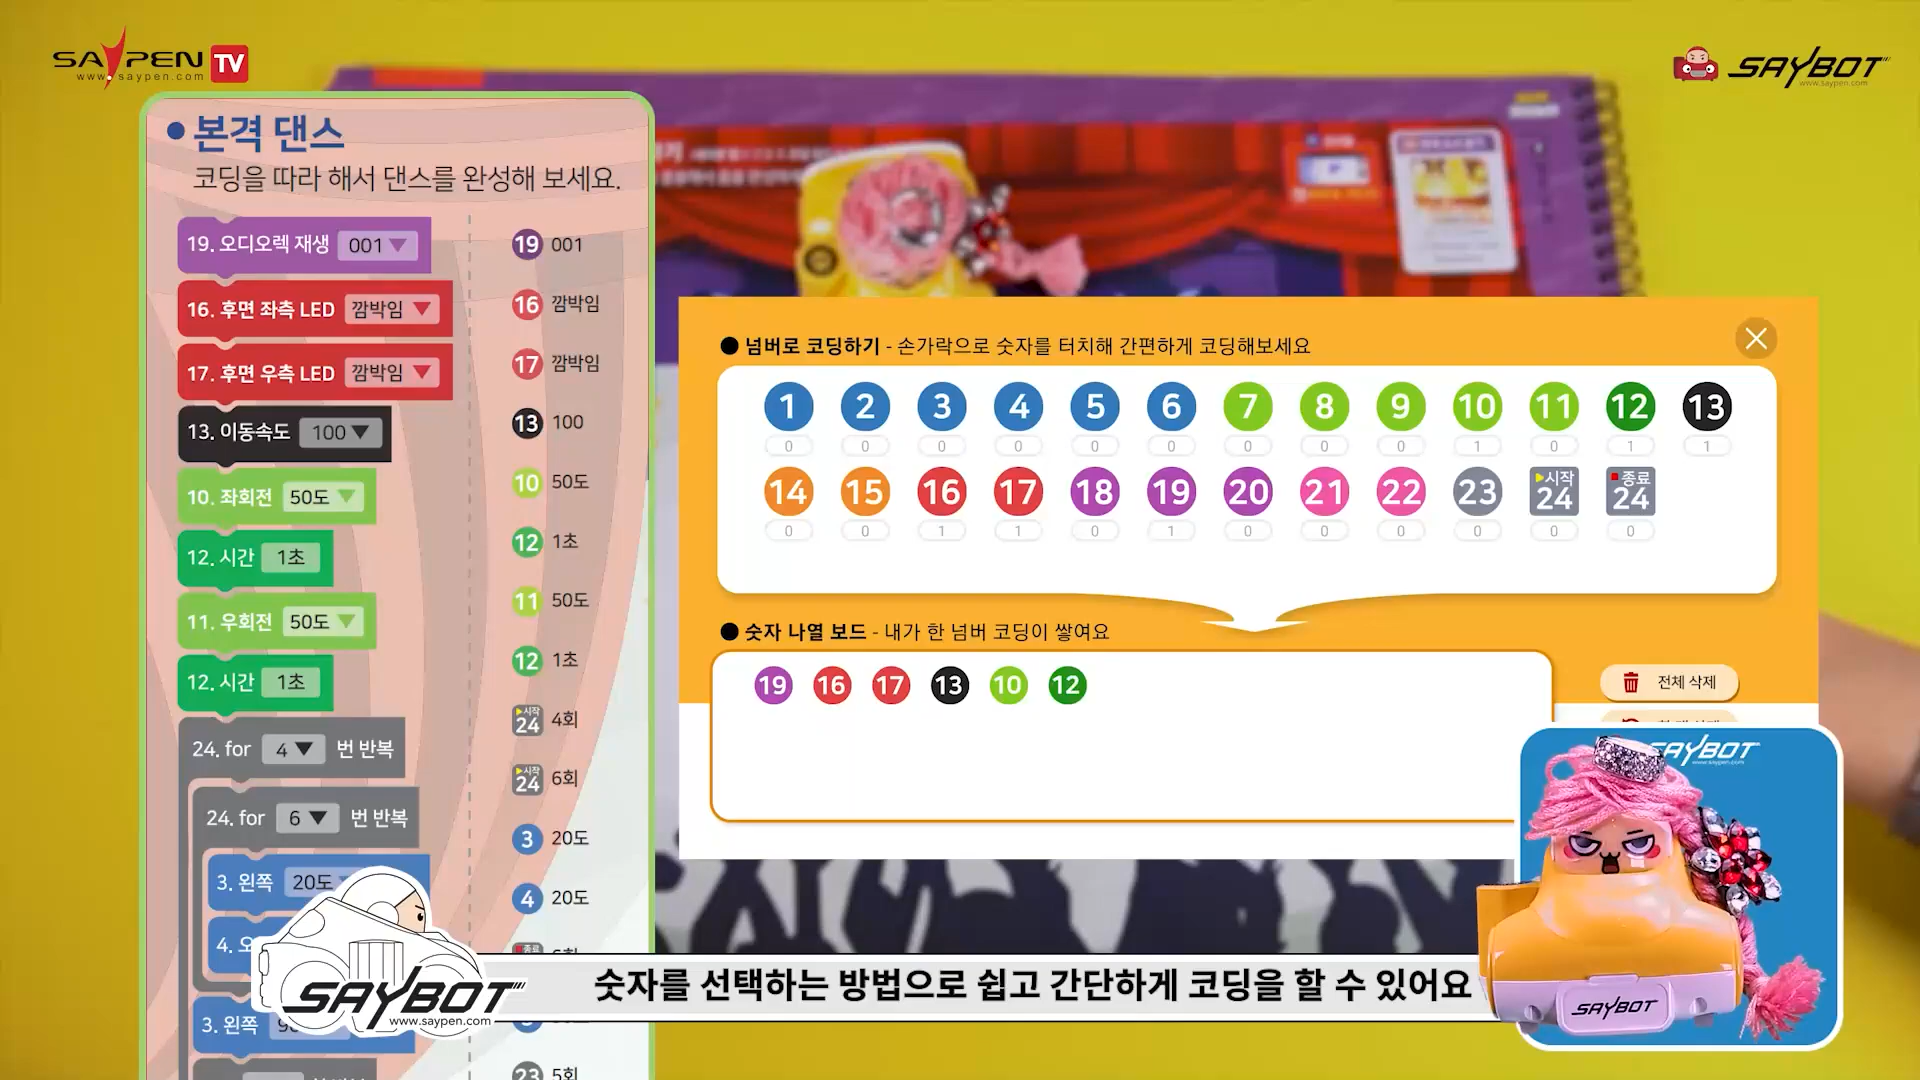 SAYPEN TV
www.saypen.com
SAYBOT
www.saypen.com
본격 댄스
코딩을 따라 해서 댄스를 완성해 보세요.
19. 오디오렉 재생 001
16. 후면 좌측 LED 깜박임
17. 후면 우측 LED 깜박임
13. 이동속도 100
10. 좌회전 50도
12. 시간 1초
11. 우회전 50도
12. 시간 1초
24. for 4 번 반복
24. for 6 번 반복
3. 왼쪽 20도
4.
3. 왼쪽
19 001
16 깜박임
17 깜박임
13 100
10 50도
12 1초
11 50도
12 1초
시작 24 4회
시작 24 6회
3 20도
4 20도
23 5회
넘버로 코딩하기 - 손가락으로 숫자를 터치해 간편하게 코딩해보세요
1 2 3 4 5 6 7 8 9 10 11 12 13
0 0 0 0 0 0 0 0 0 1 0 1 1
14 15 16 17 18 19 20 21 22 23 시작 24 종료 24
0 0 1 1 0 1 0 0 0 0 0 0
숫자 나열 보드 - 내가 한 넘버 코딩이 쌓여요
19 16 17 13 10 12
전체 삭제
SAYBOT
www.saypen.com
SAYBOT
SAYBOT
www.saypen.com
숫자를 선택하는 방법으로 쉽고 간단하게 코딩을 할 수 있어요